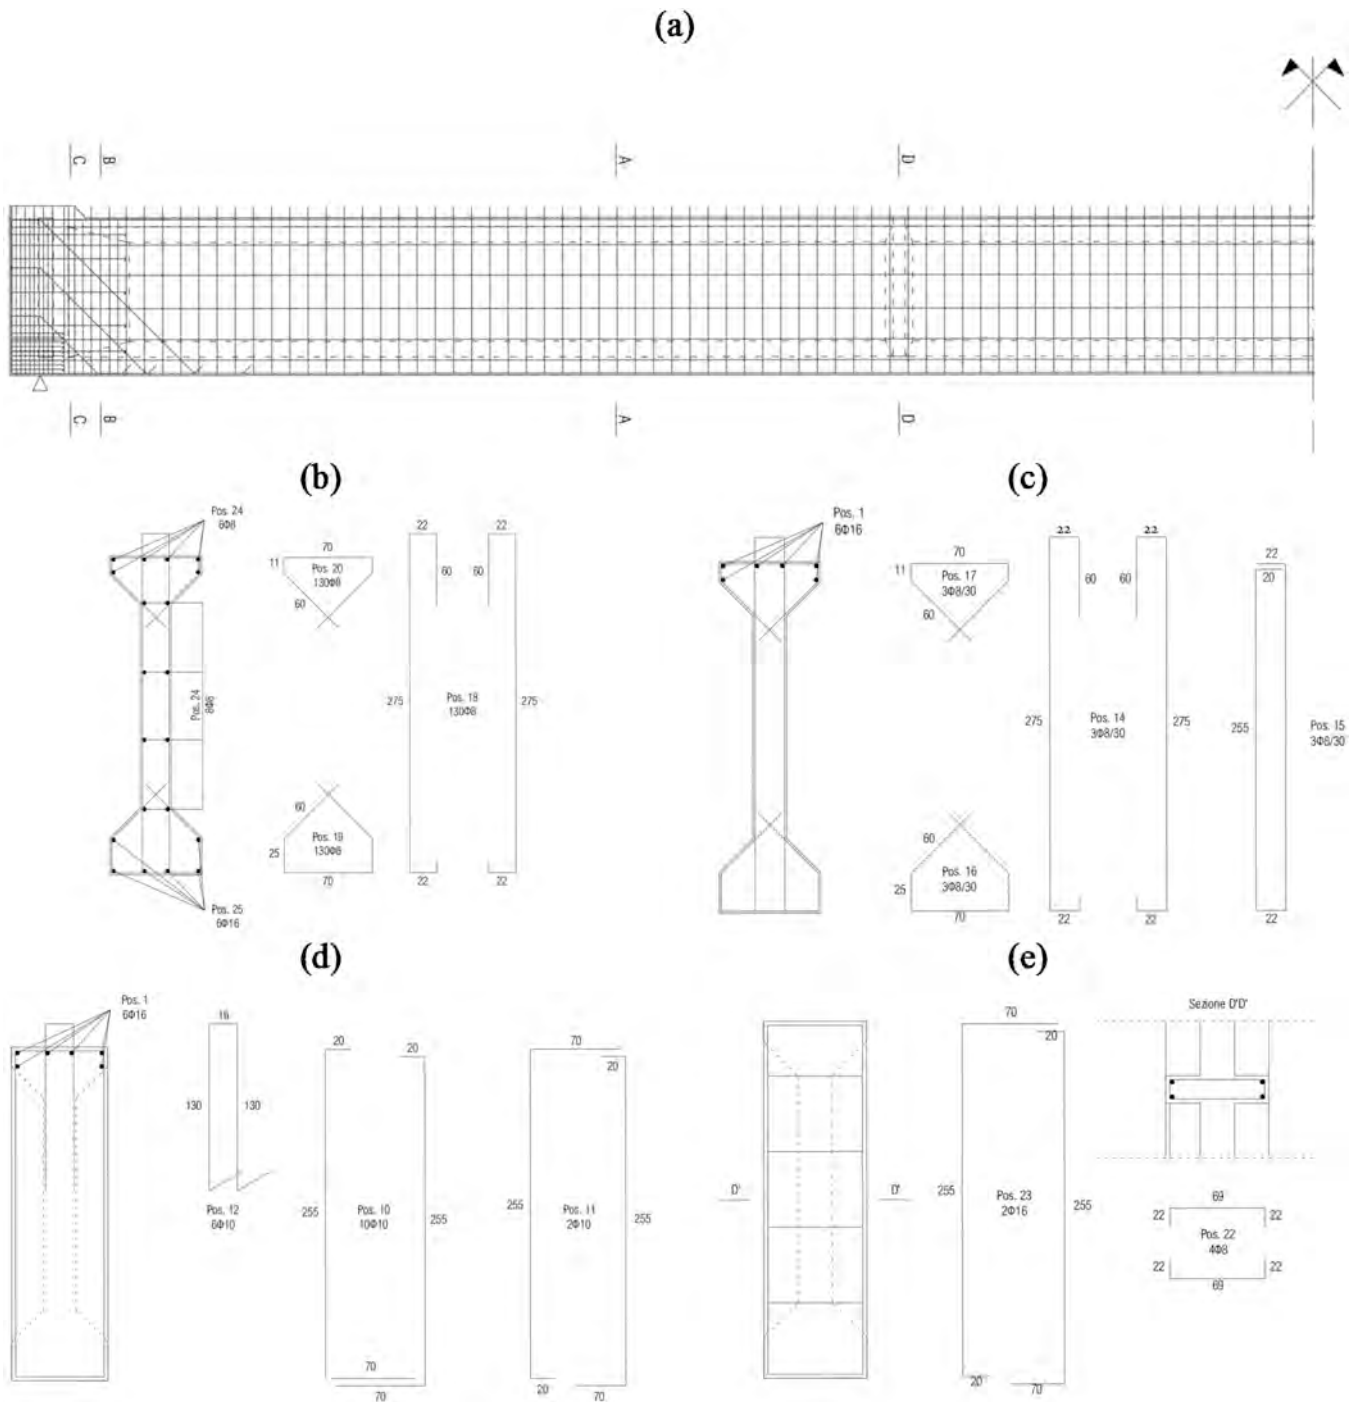 (a)
C B A D
C B A D
(b)
Pos. 24
8Φ8
70
11
Pos. 20
130Φ8
60
22 22
60 60
Pos. 24
8Φ8
275
Pos. 18
130Φ8
275
60
Pos. 19
130Φ8
25
70
22 22
Pos. 25
6Φ16
(c)
Pos. 1
6Φ16
70
11
Pos. 17
3Φ8/30
60
22 22
60 60
22
20
275
Pos. 14
3Φ8/30
275
255
Pos. 15
3Φ8/30
60
Pos. 16
3Φ8/30
25
70
22 22
22
(d)
Pos. 1
6Φ16
16
130 130
Pos. 12
6Φ10
20 20
255
Pos. 10
10Φ10
255
70
70
70
20
255
Pos. 11
2Φ10
255
20 70
(e)
D' D'
70
20
255
Pos. 23
2Φ16
255
20 70
Sezione D'D'
69
22 22
Pos. 22
4Φ8
22 22
69